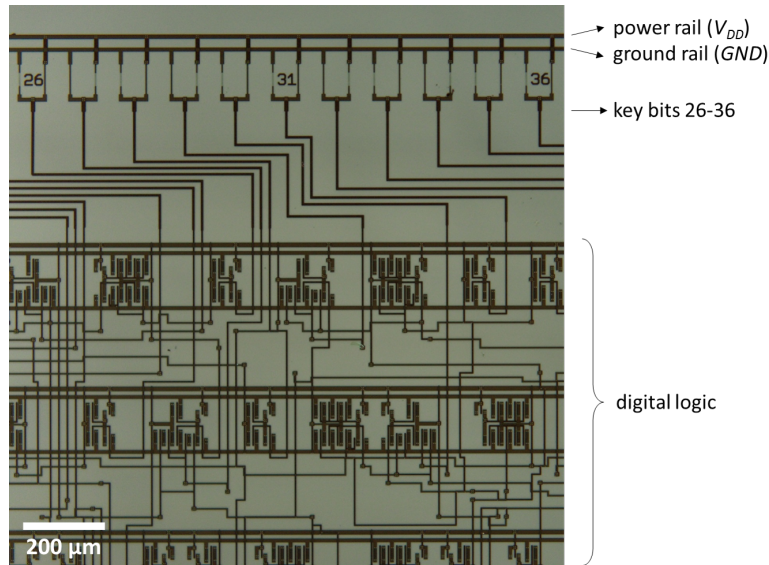 power rail (VDD)
ground rail (GND)
26 31 36
key bits 26-36
digital logic
200 µm